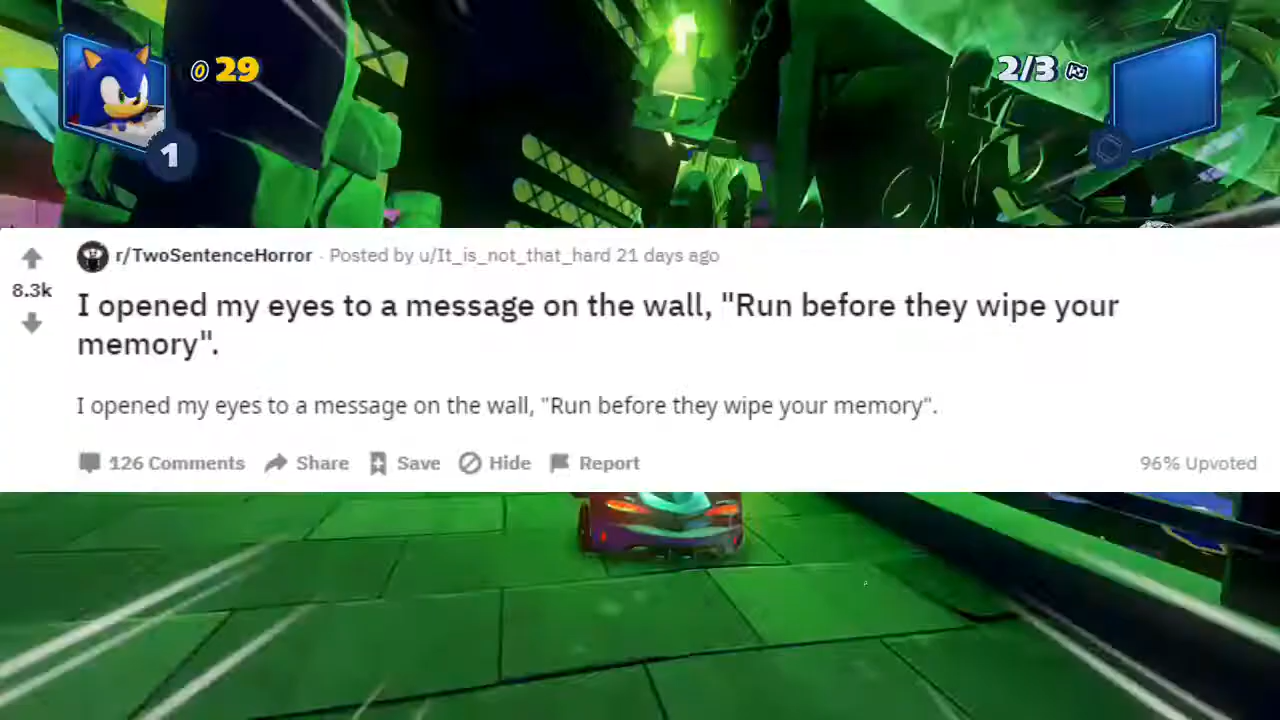 29
2/3
1
r/TwoSentenceHorror · Posted by u/It_is_not_that_hard 21 days ago
8.3k
I opened my eyes to a message on the wall, "Run before they wipe your
memory".
I opened my eyes to a message on the wall, "Run before they wipe your memory".
126 Comments Share Save Hide Report 96% Upvoted